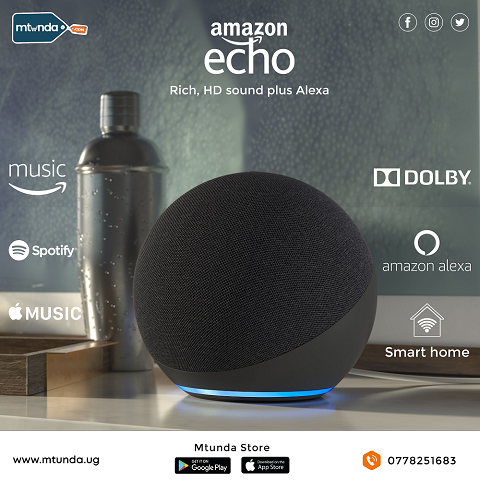 mtunda
.COM
amazon
echo
Rich, HD sound plus Alexa
music
DOLBY.
Spotify
amazon alexa
MUSIC
Smart home
Mtunda Store
www.mtunda.ug
GET IT ON
Google Play
Download on the
App Store
0778251683